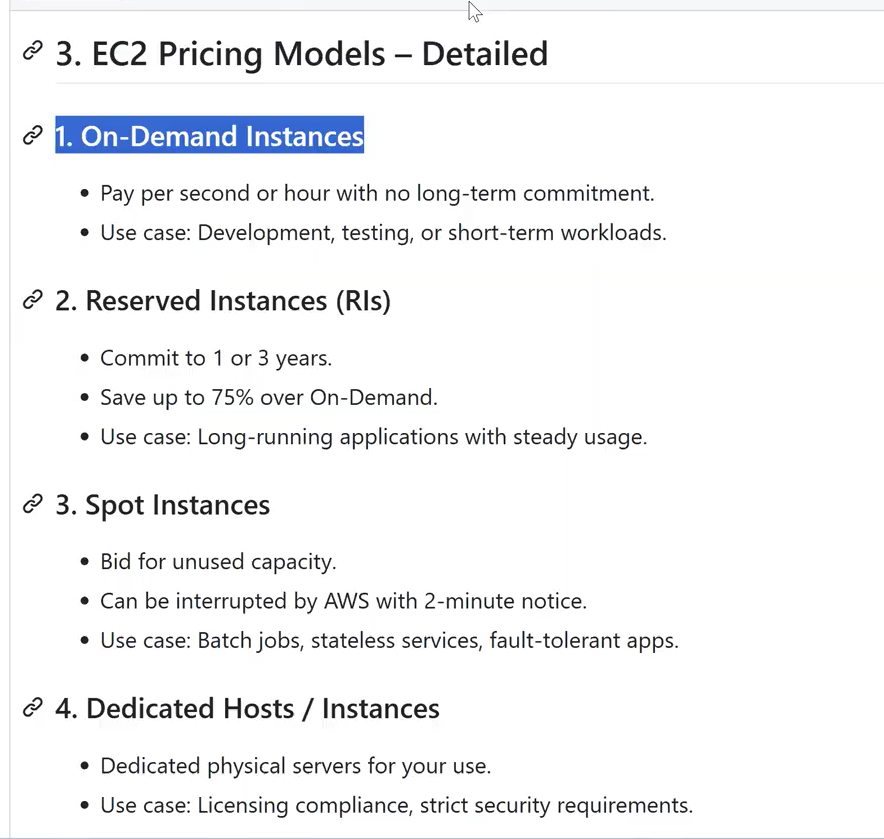 3. EC2 Pricing Models – Detailed
1. On-Demand Instances
• Pay per second or hour with no long-term commitment.
• Use case: Development, testing, or short-term workloads.
2. Reserved Instances (RIs)
• Commit to 1 or 3 years.
• Save up to 75% over On-Demand.
• Use case: Long-running applications with steady usage.
3. Spot Instances
• Bid for unused capacity.
• Can be interrupted by AWS with 2-minute notice.
• Use case: Batch jobs, stateless services, fault-tolerant apps.
4. Dedicated Hosts / Instances
• Dedicated physical servers for your use.
• Use case: Licensing compliance, strict security requirements.